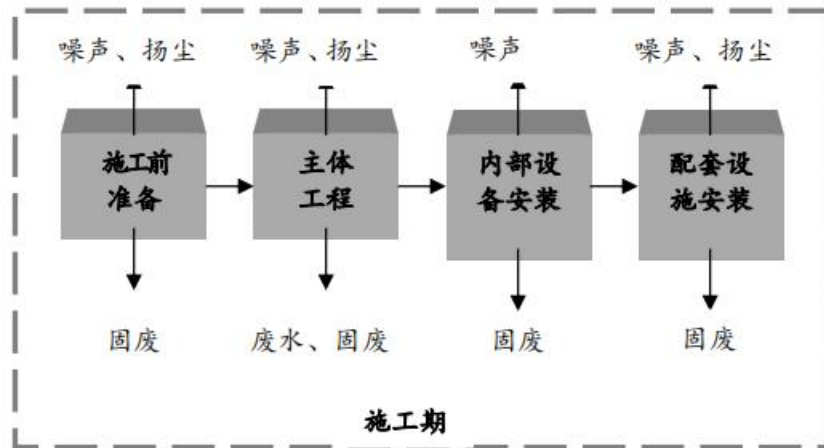 噪声、扬尘
噪声、扬尘
噪声
噪声、扬尘
施工前
准备
主体
工程
内部设
备安装
配套设
施安装
固废
废水、固废
固废
固废
施工期